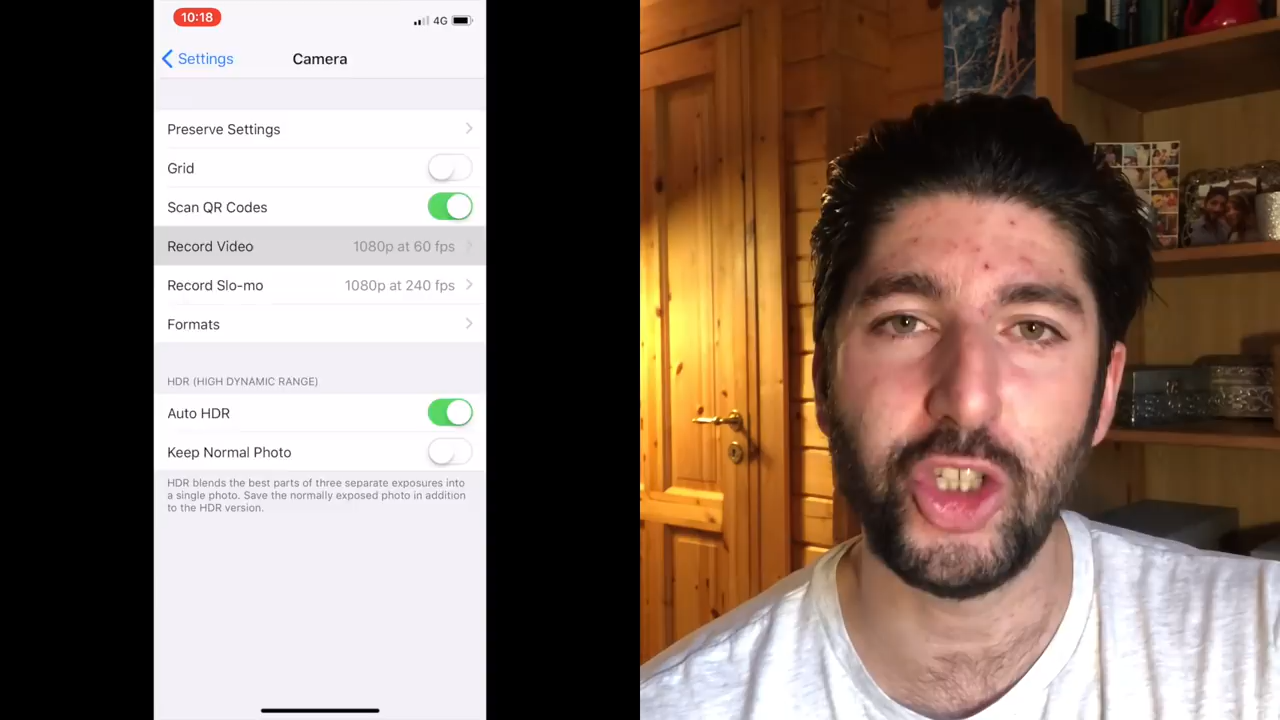 10:18
4G
Settings
Camera
Preserve Settings
Grid
Scan QR Codes
Record Video 1080p at 60 fps
Record Slo-mo 1080p at 240 fps
Formats
HDR (HIGH DYNAMIC RANGE)
Auto HDR
Keep Normal Photo
HDR blends the best parts of three separate exposures into
a single photo. Save the normally exposed photo in addition
to the HDR version.